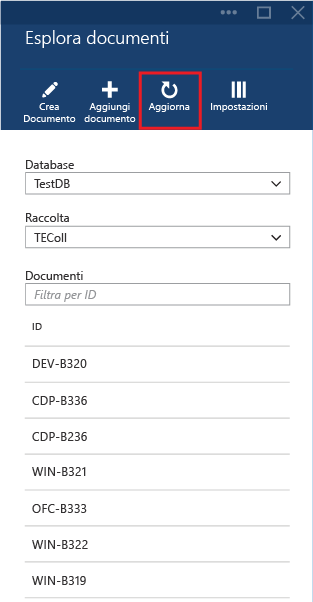 Esplora documenti
Crea
Documento
Aggiungi
documento
Aggiorna
Impostazioni
Database
TestDB
Raccolta
TEColl
Documenti
Filtra per ID
ID
DEV-B320
CDP-B336
CDP-B236
WIN-B321
OFC-B333
WIN-B322
WIN-B319